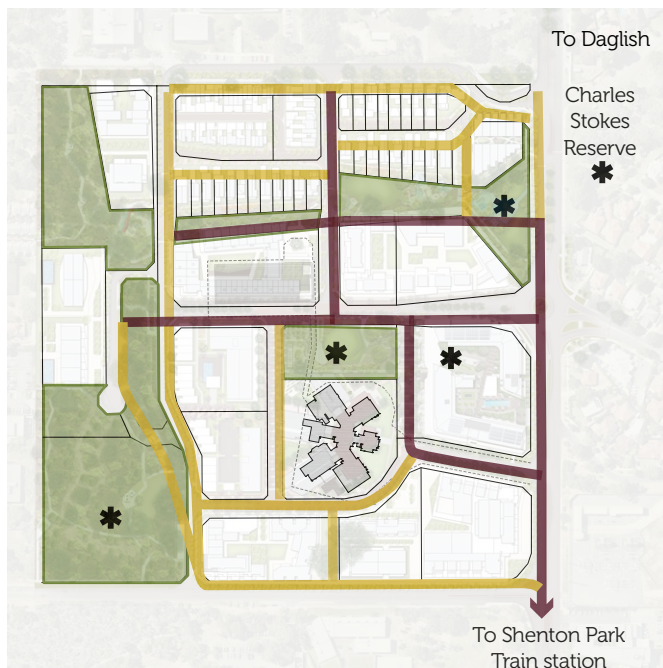 To Daglish
Charles
Stokes
Reserve
To Shenton Park
Train station